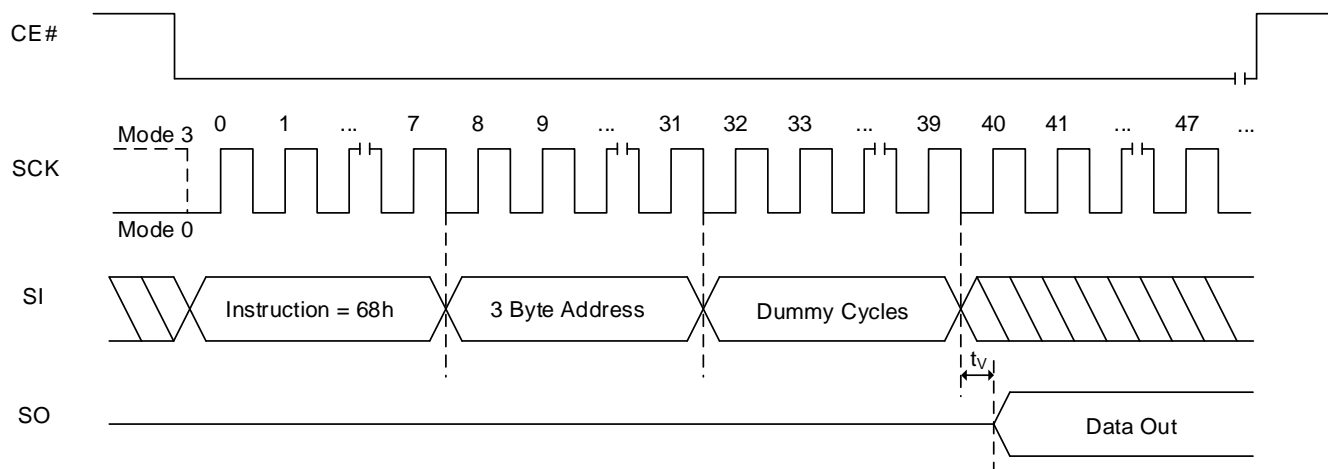 CE#
Mode 3
0 1 ... 7 8 9 ... 31 32 33 ... 39 40 41 ... 47 ...
SCK
Mode 0
SI
Instruction = 68h
3 Byte Address
Dummy Cycles
tV
SO
Data Out